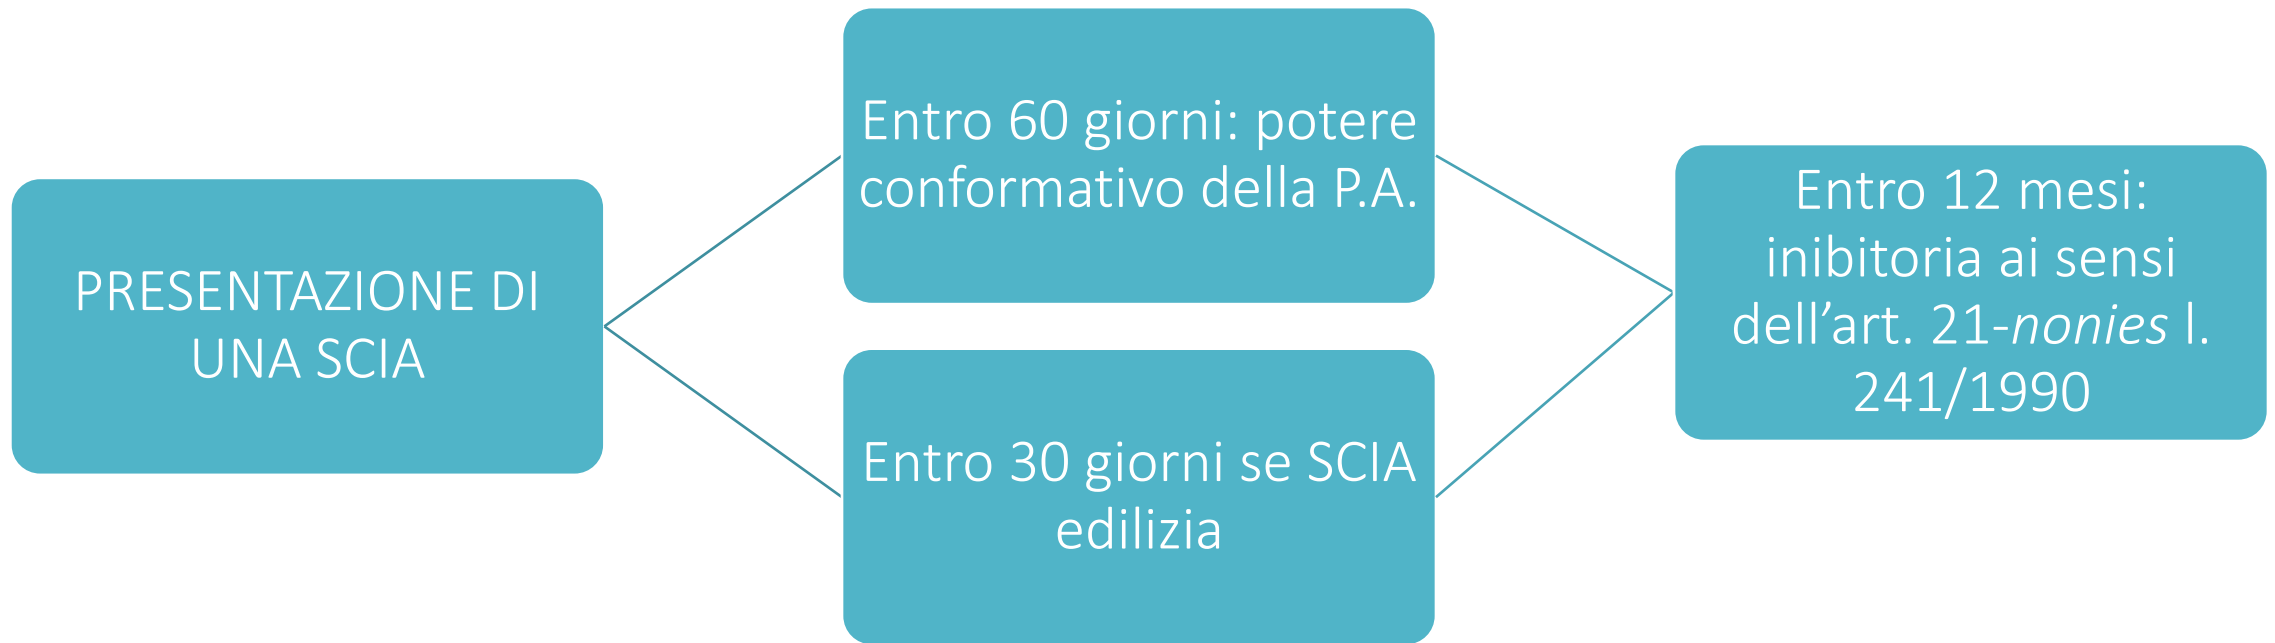 PRESENTAZIONE DI
UNA SCIA
Entro 60 giorni: potere
conformativo della P.A.
Entro 30 giorni se SCIA
edilizia
Entro 12 mesi:
inibitoria ai sensi
dell’art. 21-nonies l.
241/1990